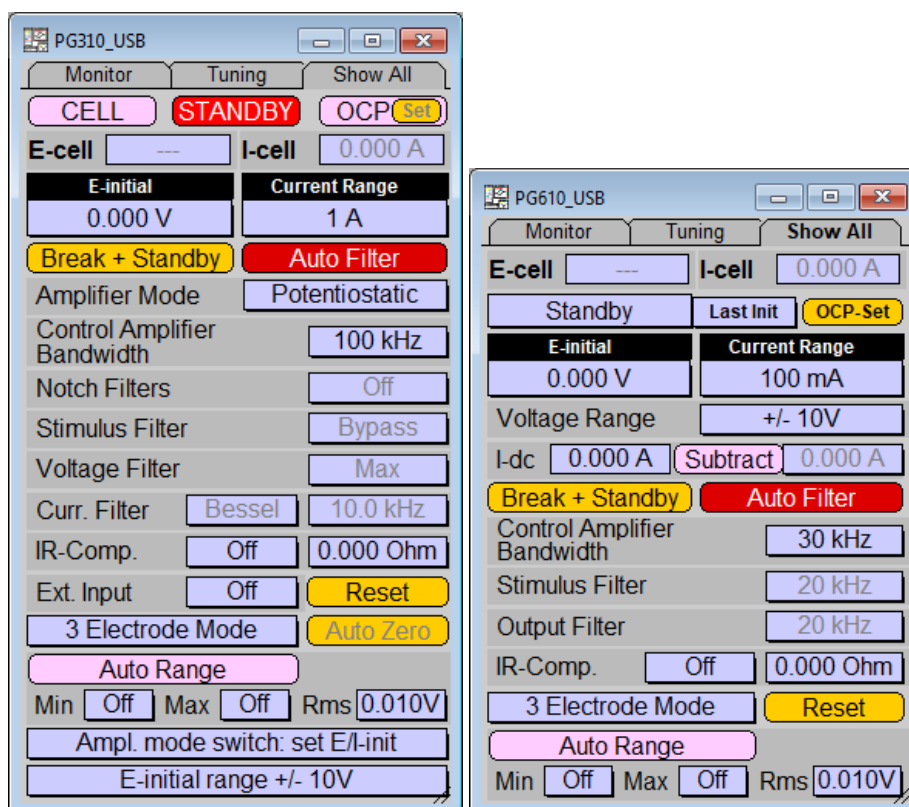 PG310_USB
Monitor Tuning Show All
CELL STANDBY OCP Set
E-cell --- I-cell 0.000 A
E-initial Current Range
0.000 V 1 A
Break + Standby Auto Filter
Amplifier Mode Potentiostatic
Control Amplifier
Bandwidth 100 kHz
Notch Filters Off
Stimulus Filter Bypass
Voltage Filter Max
Curr. Filter Bessel 10.0 kHz
IR-Comp. Off 0.000 Ohm
Ext. Input Off Reset
3 Electrode Mode Auto Zero
Auto Range
Min Off Max Off Rms 0.010V
Ampl. mode switch: set E/I-init
E-initial range +/- 10V
PG610_USB
Monitor Tuning Show All
E-cell --- I-cell 0.000 A
Standby Last Init OCP-Set
E-initial Current Range
0.000 V 100 mA
Voltage Range +/- 10V
I-dc 0.000 A Subtract 0.000 A
Break + Standby Auto Filter
Control Amplifier
Bandwidth 30 kHz
Stimulus Filter 20 kHz
Output Filter 20 kHz
IR-Comp. Off 0.000 Ohm
3 Electrode Mode Reset
Auto Range
Min Off Max Off Rms 0.010V